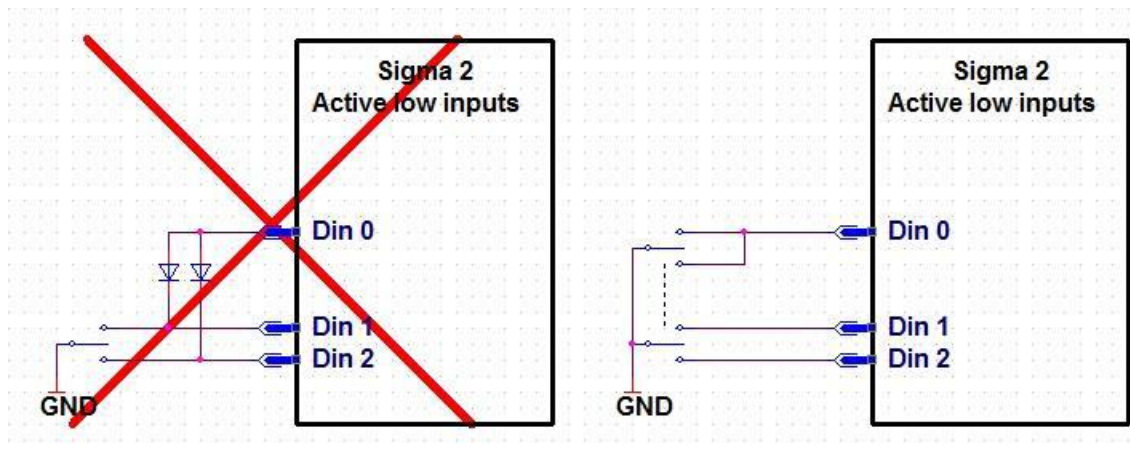 Sigma 2
Active low inputs
Din 0
Din 1
Din 2
GND
Sigma 2
Active low inputs
Din 0
Din 1
Din 2
GND